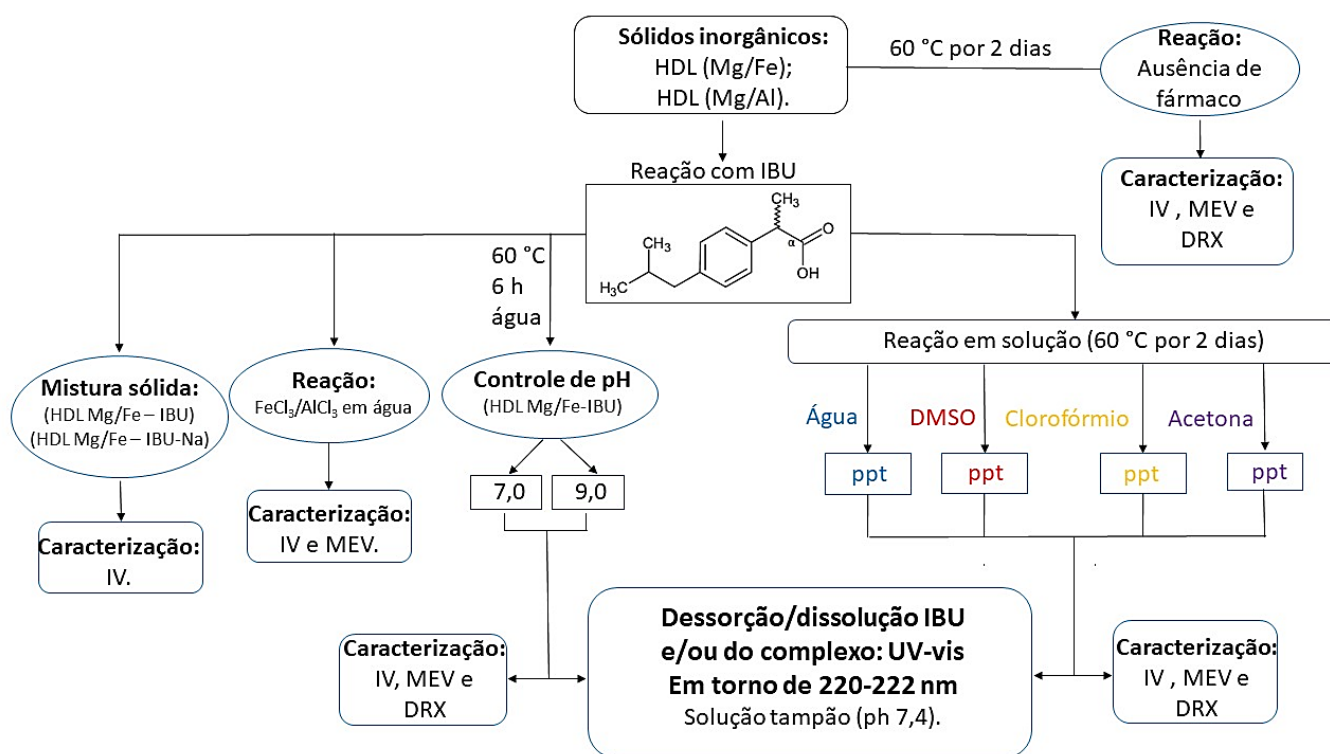 Sólidos inorgânicos:
HDL (Mg/Fe);
HDL (Mg/Al).
60 °C por 2 dias
Reação:
Ausência de
fármaco
Caracterização:
IV , MEV e
DRX
Reação com IBU
CH₃
CH₃
H₃C
α
O
OH
60 °C
6 h
água
Mistura sólida:
(HDL Mg/Fe – IBU)
(HDL Mg/Fe – IBU-Na)
Caracterização:
IV.
Reação:
FeCl₃/AlCl₃ em água
Caracterização:
IV e MEV.
Controle de pH
(HDL Mg/Fe-IBU)
7,0
9,0
Reação em solução (60 °C por 2 dias)
Água
DMSO
Clorofórmio
Acetona
ppt
ppt
ppt
ppt
Caracterização:
IV, MEV e
DRX
Dessorção/dissolução IBU
e/ou do complexo: UV-vis
Em torno de 220-222 nm
Solução tampão (ph 7,4).
Caracterização:
IV , MEV e
DRX